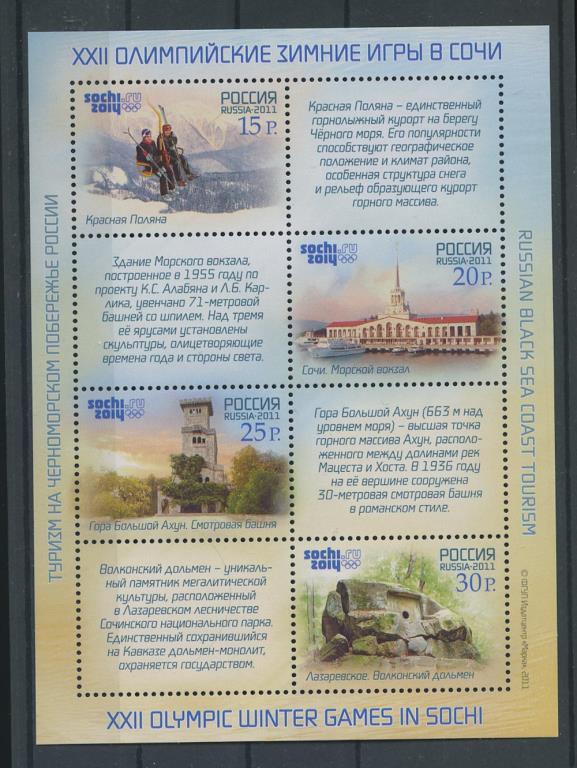 XXII ОЛИМПИЙСКИЕ ЗИМНИЕ ИГРЫ В СОЧИ
sochi.ru
2014
РОССИЯ
RUSSIA•2011
15 Р.
Красная Поляна
Красная Поляна – единственный
горнолыжный курорт на берегу
Чёрного моря. Его популярности
способствуют географическое
положение и климат района,
особенная структура снега
и рельеф образующего курорт
горного массива.
Здание Морского вокзала,
построенное в 1955 году по
проекту К.С. Алабяна и Л.Б. Кар-
лика, увенчано 71-метровой
башней со шпилем. Над тремя
её ярусами установлены
скульптуры, олицетворяющие
времена года и стороны света.
sochi.ru
2014
РОССИЯ
RUSSIA•2011
20 Р.
Сочи. Морской вокзал
sochi.ru
2014
РОССИЯ
RUSSIA•2011
25 Р.
Гора Большой Ахун. Смотровая башня
Гора Большой Ахун (663 м над
уровнем моря) – высшая точка
горного массива Ахун, располо-
женного между долинами рек
Мацеста и Хоста. В 1936 году
на её вершине сооружена
30-метровая смотровая башня
в романском стиле.
Волконский дольмен – уникаль-
ный памятник мегалитической
культуры, расположенный
в Лазаревском лесничестве
Сочинского национального парка.
Единственный сохранившийся
на Кавказе дольмен-монолит,
охраняется государством.
sochi.ru
2014
РОССИЯ
RUSSIA•2011
30 Р.
Лазаревское. Волконский дольмен
ТУРИЗМ НА ЧЕРНОМОРСКОМ ПОБЕРЕЖЬЕ РОССИИ
RUSSIAN BLACK SEA COAST TOURISM
© ФГУП Издатцентр «Марка», 2011
XXII OLYMPIC WINTER GAMES IN SOCHI